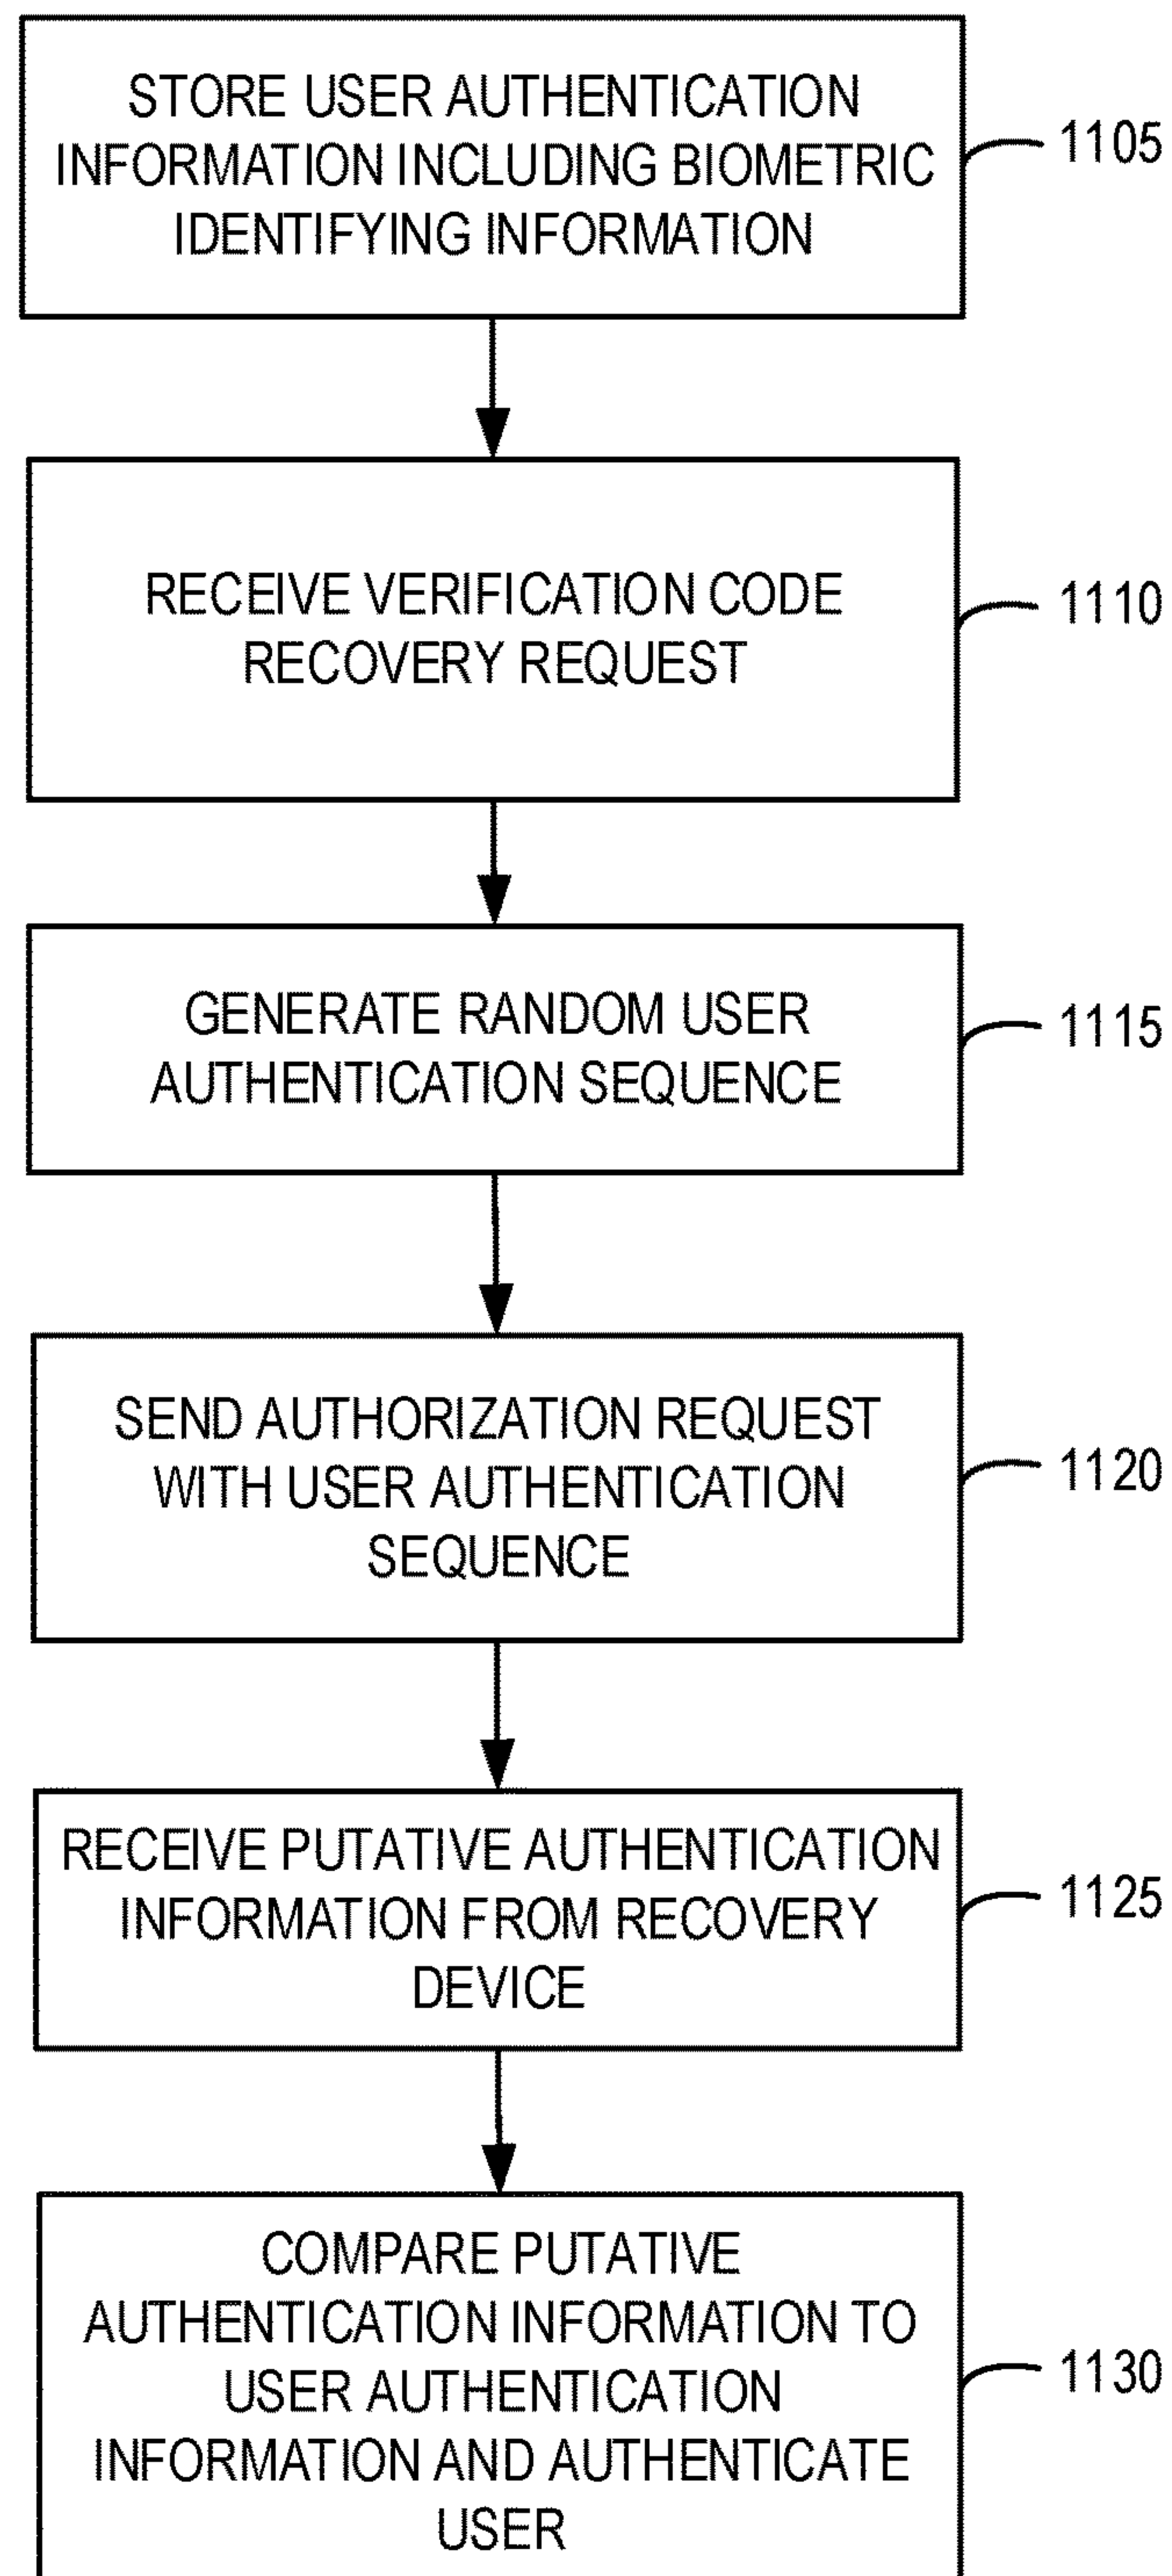 STORE USER AUTHENTICATION
INFORMATION INCLUDING BIOMETRIC
IDENTIFYING INFORMATION
1105
RECEIVE VERIFICATION CODE
RECOVERY REQUEST
1110
GENERATE RANDOM USER
AUTHENTICATION SEQUENCE
1115
SEND AUTHORIZATION REQUEST
WITH USER AUTHENTICATION
SEQUENCE
1120
RECEIVE PUTATIVE AUTHENTICATION
INFORMATION FROM RECOVERY
DEVICE
1125
COMPARE PUTATIVE
AUTHENTICATION INFORMATION TO
USER AUTHENTICATION
INFORMATION AND AUTHENTICATE
USER
1130